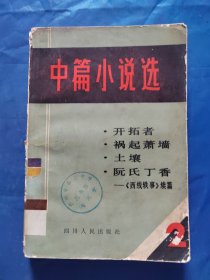 中篇小说选
· 开拓者
· 祸起萧墙
· 土壤
· 阮氏丁香
——《西线轶事》续篇
四川人民出版社
2